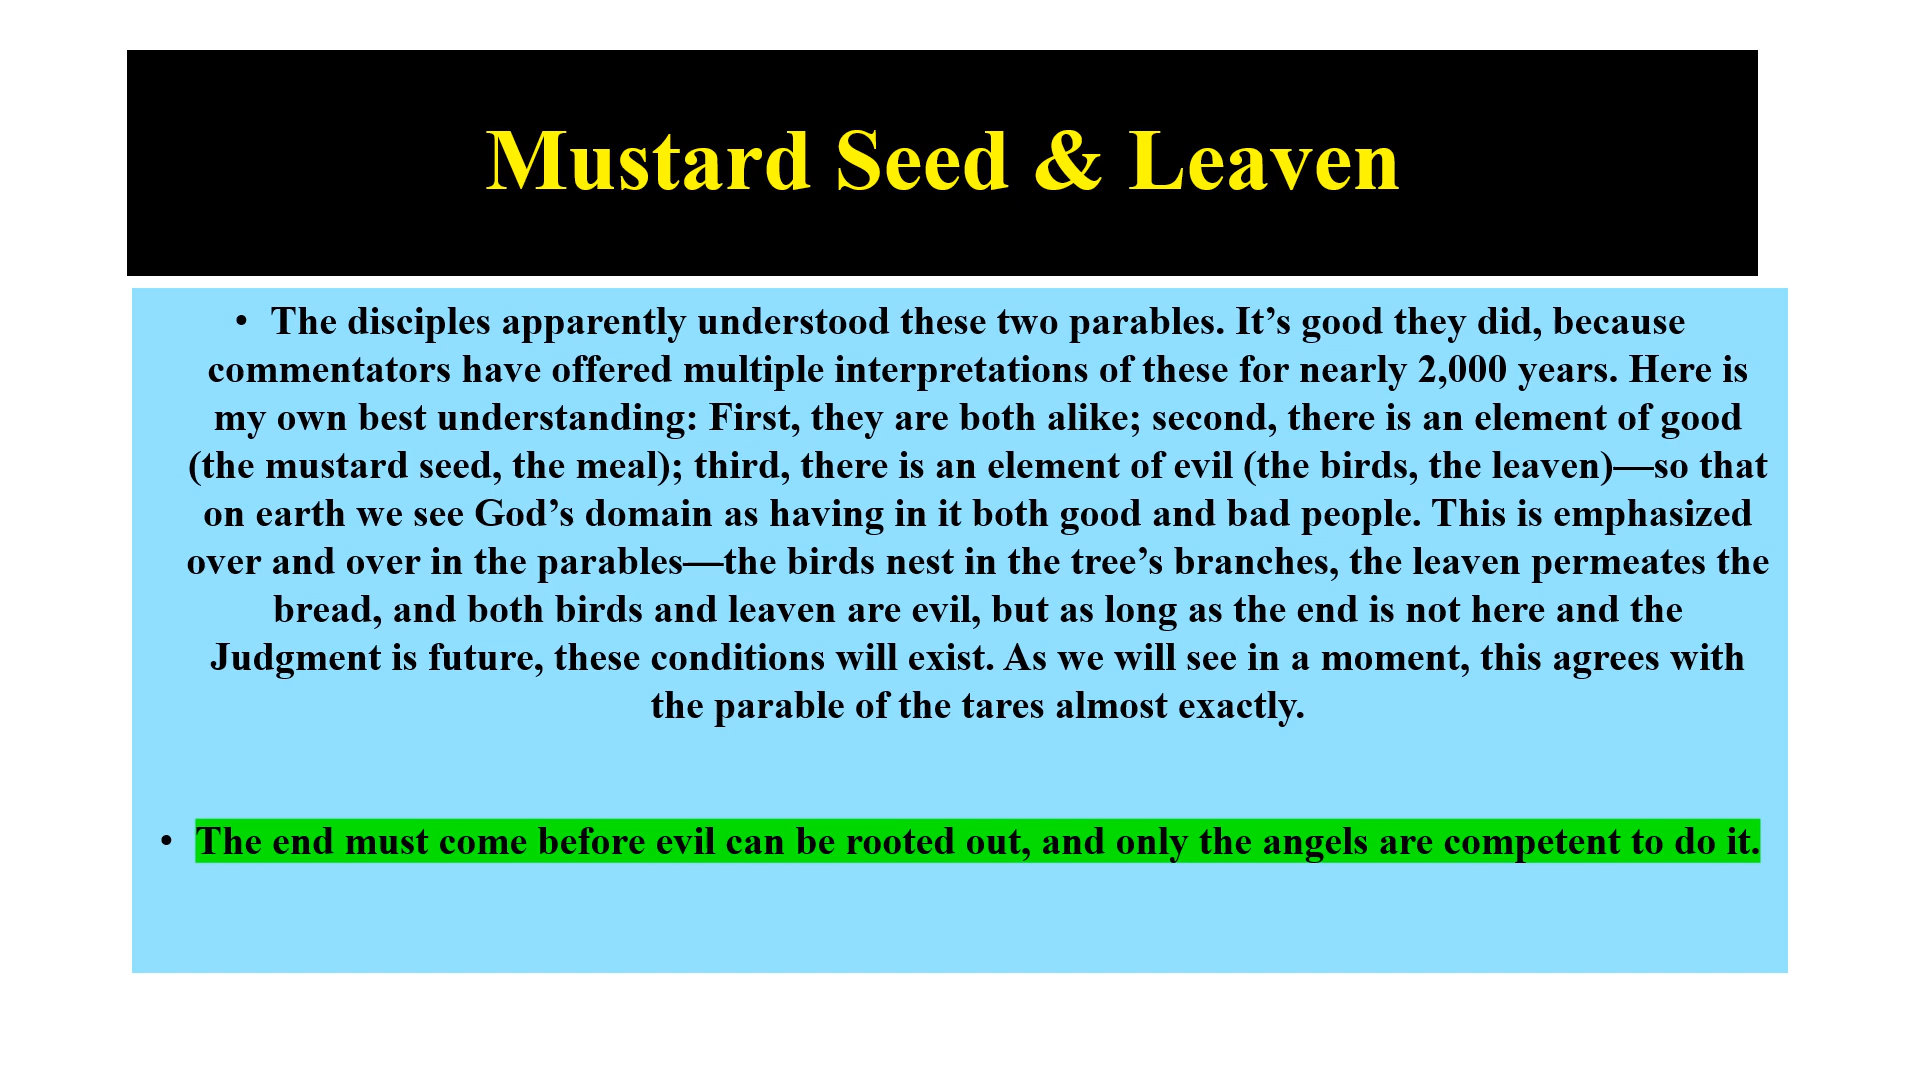 Mustard Seed & Leaven
• The disciples apparently understood these two parables. It’s good they did, because
commentators have offered multiple interpretations of these for nearly 2,000 years. Here is
my own best understanding: First, they are both alike; second, there is an element of good
(the mustard seed, the meal); third, there is an element of evil (the birds, the leaven)—so that
on earth we see God’s domain as having in it both good and bad people. This is emphasized
over and over in the parables—the birds nest in the tree’s branches, the leaven permeates the
bread, and both birds and leaven are evil, but as long as the end is not here and the
Judgment is future, these conditions will exist. As we will see in a moment, this agrees with
the parable of the tares almost exactly.
• The end must come before evil can be rooted out, and only the angels are competent to do it.